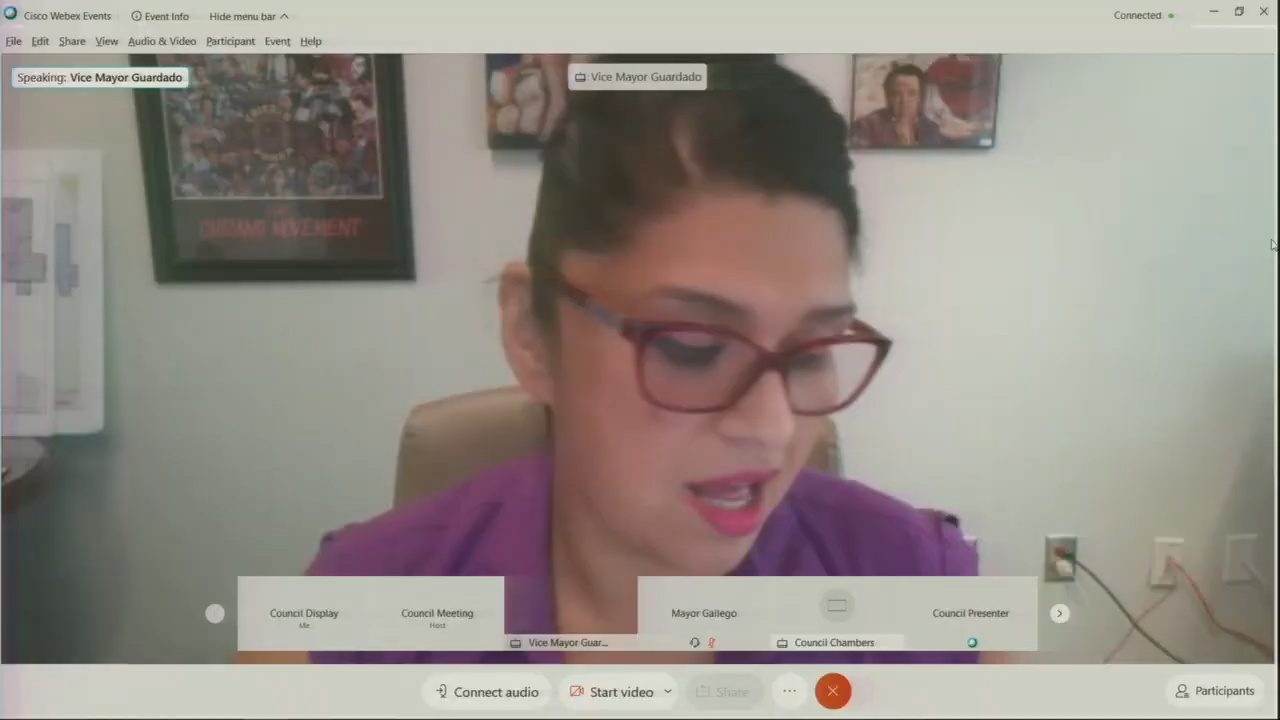 Cisco Webex Events
Event Info
Hide menu bar
Connected
File Edit Share View Audio & Video Participant Event Help
Speaking: Vice Mayor Guardado
Vice Mayor Guardado
CHICANO MOVEMENT
Council Display
Me
Council Meeting
Host
Vice Mayor Guar...
Mayor Gallego
Council Chambers
Council Presenter
Connect audio
Start video
Share
Participants